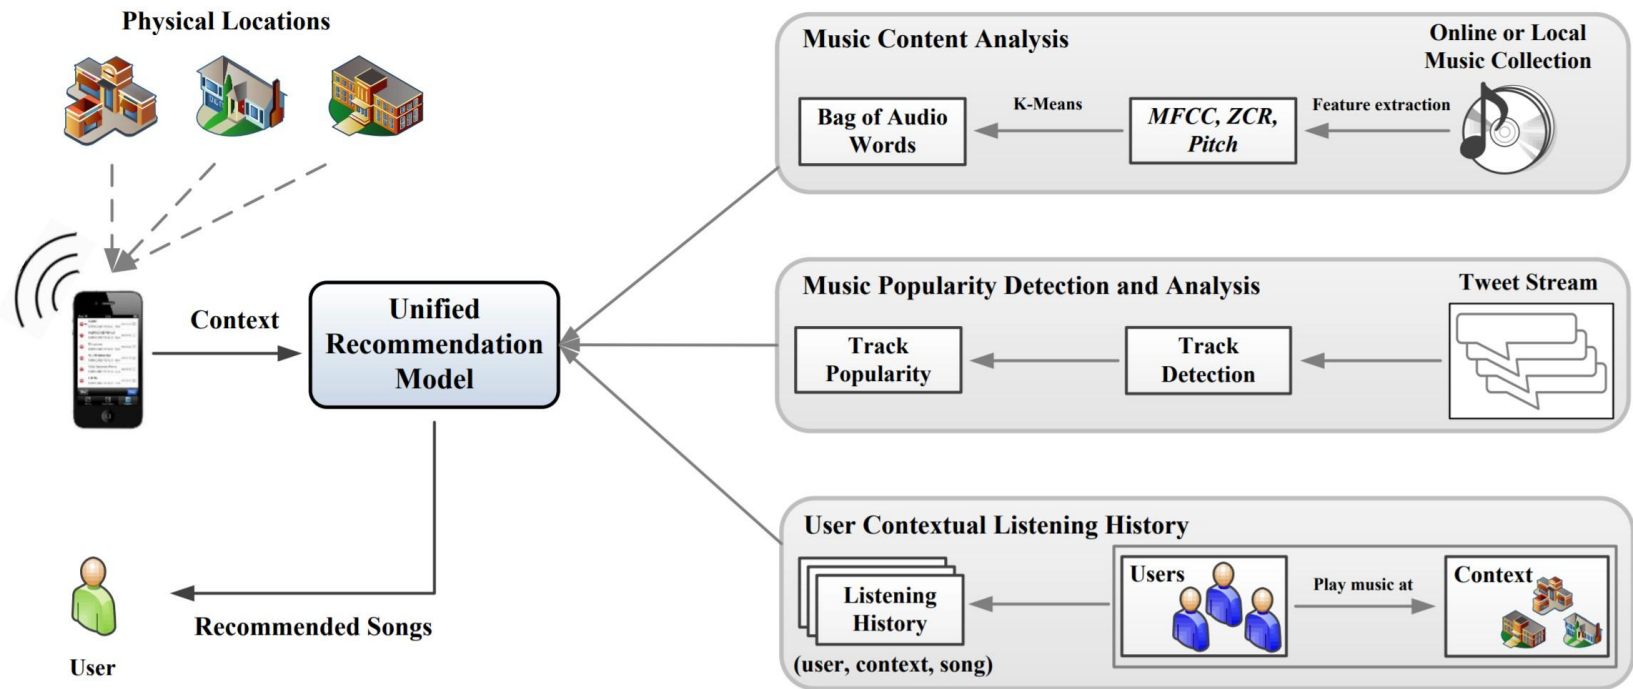 Physical Locations
Context
Unified
Recommendation
Model
Recommended Songs
User
Music Content Analysis
Online or Local
Music Collection
Bag of Audio
Words
K-Means
MFCC, ZCR,
Pitch
Feature extraction
Music Popularity Detection and Analysis
Tweet Stream
Track
Popularity
Track
Detection
User Contextual Listening History
Listening
History
(user, context, song)
Users
Play music at
Context